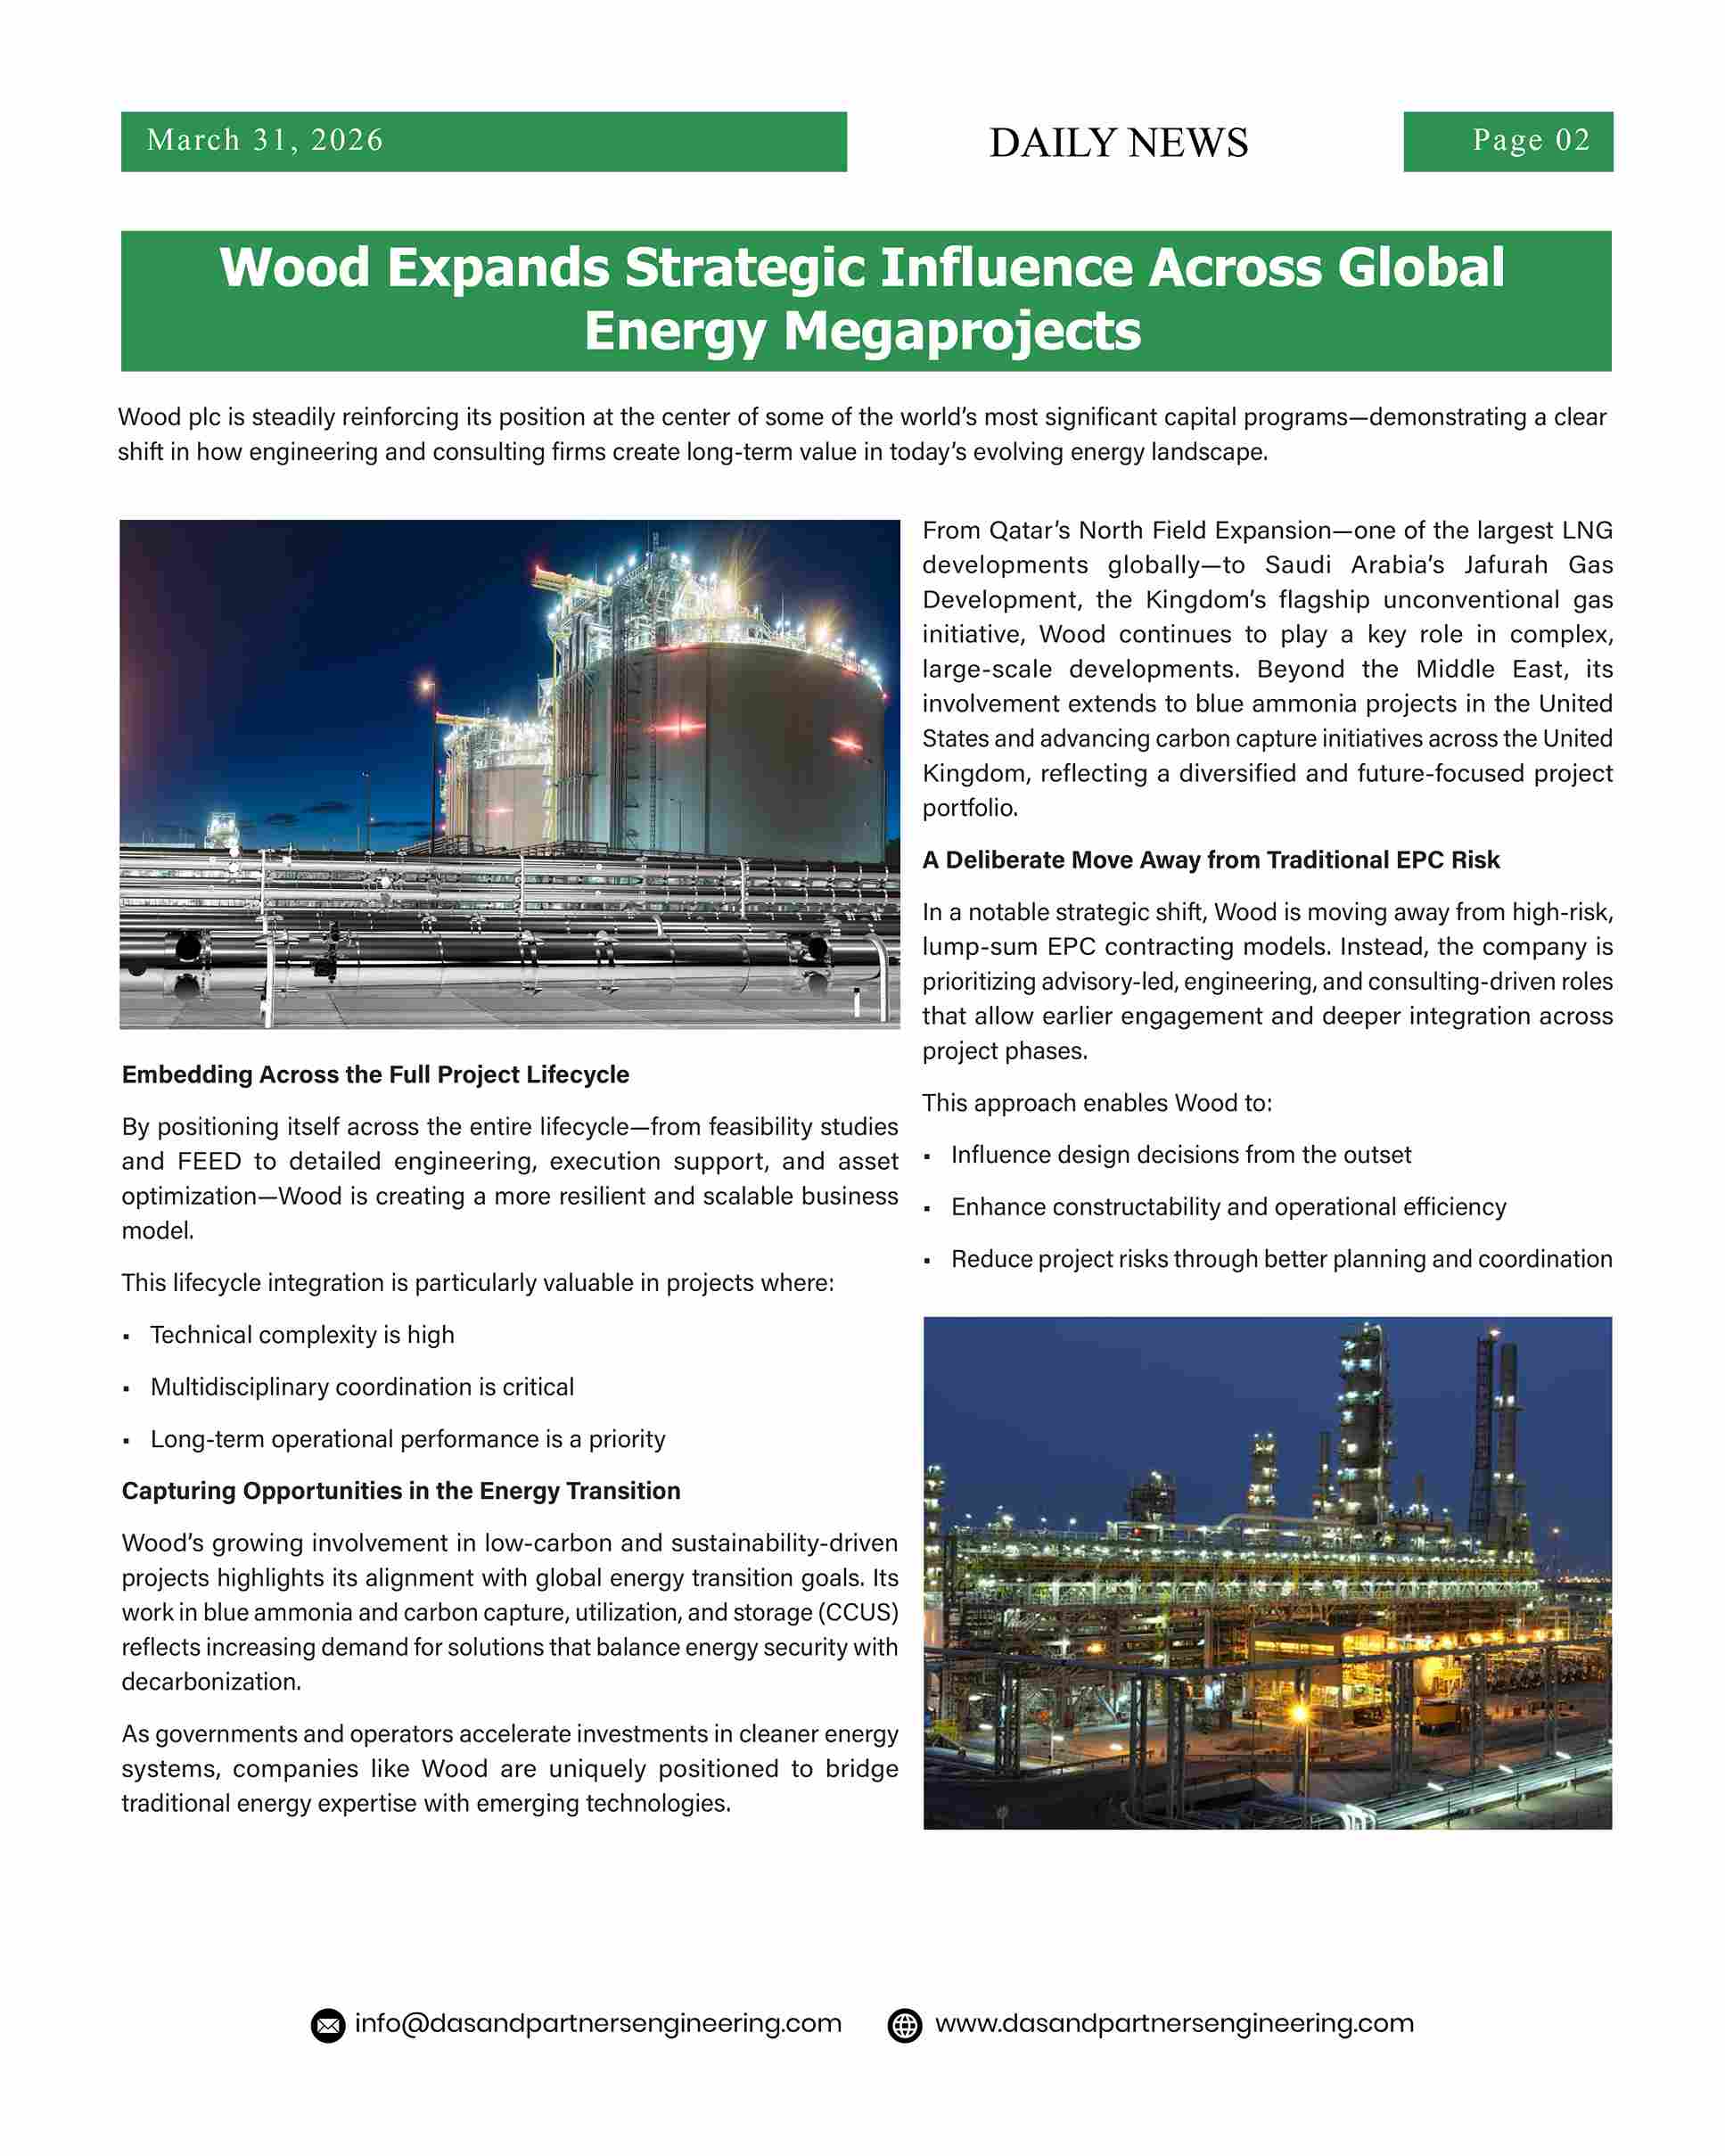 March 31, 2026
DAILY NEWS
Page 02
Wood Expands Strategic Influence Across Global
Energy Megaprojects
Wood plc is steadily reinforcing its position at the center of some of the world’s most significant capital programs—demonstrating a clear
shift in how engineering and consulting firms create long-term value in today’s evolving energy landscape.
From Qatar’s North Field Expansion—one of the largest LNG
developments globally—to Saudi Arabia’s Jafurah Gas
Development, the Kingdom’s flagship unconventional gas
initiative, Wood continues to play a key role in complex,
large-scale developments. Beyond the Middle East, its
involvement extends to blue ammonia projects in the United
States and advancing carbon capture initiatives across the United
Kingdom, reflecting a diversified and future-focused project
portfolio.
A Deliberate Move Away from Traditional EPC Risk
In a notable strategic shift, Wood is moving away from high-risk,
lump-sum EPC contracting models. Instead, the company is
prioritizing advisory-led, engineering, and consulting-driven roles
that allow earlier engagement and deeper integration across
project phases.
This approach enables Wood to:
▪ Influence design decisions from the outset
▪ Enhance constructability and operational efficiency
▪ Reduce project risks through better planning and coordination
Embedding Across the Full Project Lifecycle
By positioning itself across the entire lifecycle—from feasibility studies
and FEED to detailed engineering, execution support, and asset
optimization—Wood is creating a more resilient and scalable business
model.
This lifecycle integration is particularly valuable in projects where:
▪ Technical complexity is high
▪ Multidisciplinary coordination is critical
▪ Long-term operational performance is a priority
Capturing Opportunities in the Energy Transition
Wood’s growing involvement in low-carbon and sustainability-driven
projects highlights its alignment with global energy transition goals. Its
work in blue ammonia and carbon capture, utilization, and storage (CCUS)
reflects increasing demand for solutions that balance energy security with
decarbonization.
As governments and operators accelerate investments in cleaner energy
systems, companies like Wood are uniquely positioned to bridge
traditional energy expertise with emerging technologies.
info@dasandpartnersengineering.com
www.dasandpartnersengineering.com